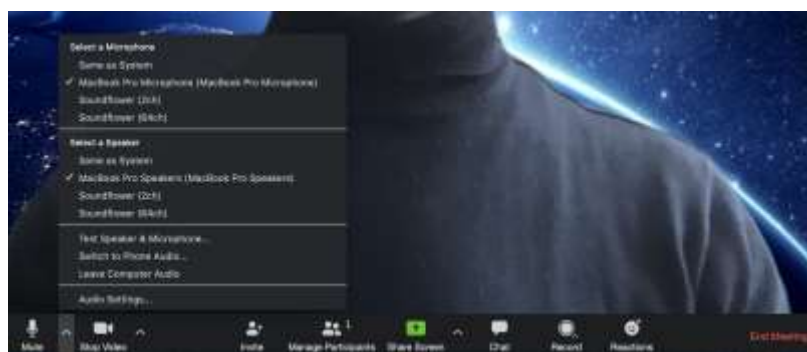 Select a Microphone
Same as System
✓ MacBook Pro Microphone (MacBook Pro Microphone)
Soundflower (2ch)
Soundflower (64ch)
Select a Speaker
Same as System
✓ MacBook Pro Speakers (MacBook Pro Speakers)
Soundflower (2ch)
Soundflower (64ch)
Test Speaker & Microphone...
Switch to Phone Audio...
Leave Computer Audio
Audio Settings...
1
Mute Stop Video Invite Manage Participants Share Screen Chat Record Reactions End Meeting